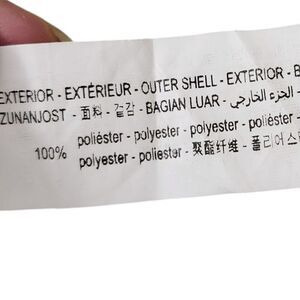 EXTERIOR - EXTÉRIEUR - OUTER SHELL - EXTERIOR - B
ZUNANJOST - 面料 - 겉감 - BAGIAN LUAR - الجزء الخارجي -
poliéster - polyester - polyester - poliéster -
100%
polyester - poliester - 聚酯纤维 - 폴리에스